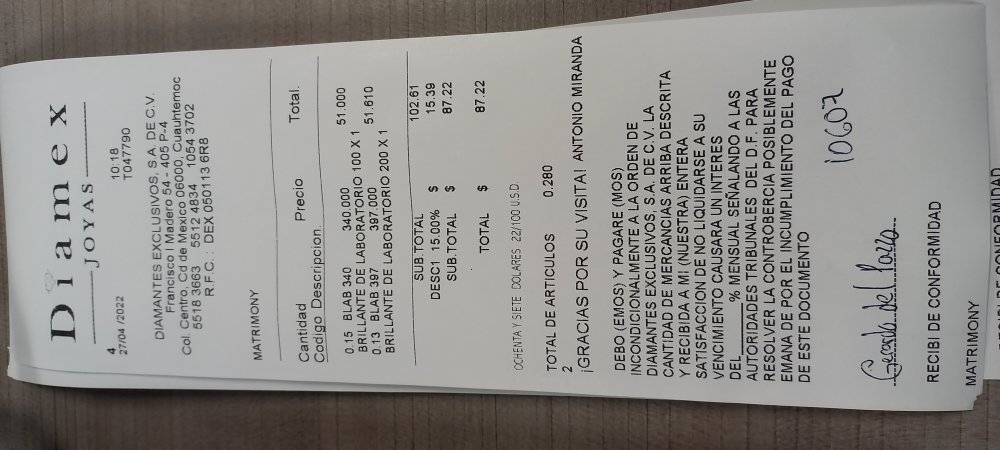 Diamex
JOYAS
4 10:18
27/04 /2022 T047790
DIAMANTES EXCLUSIVOS, S.A. DE C.V.
Francisco I Madero 54 - 405 P-4
Col. Centro, Cd de Mexico 06000, Cuauhtemoc
5518 3663 5512 4834 1054 3702
R.F.C. : DEX 050113 6R8
MATRIMONY
Cantidad Precio Total.
Codigo Descripcion.
0.15 BLAB 340 340.000 51.000
BRILLANTE DE LABORATORIO 100 X 1
0.13 BLAB 397 397.000 51.610
BRILLANTE DE LABORATORIO 200 X 1
SUB.TOTAL 102.61
DESC1 15.00% $ 15.39
SUB.TOTAL $ 87.22
TOTAL $ 87.22
OCHENTA Y SIETE DOLARES 22/100 U.S.D.
TOTAL DE ARTICULOS 0.280
2
¡GRACIAS POR SU VISITA! ANTONIO MIRANDA
DEBO (EMOS) Y PAGARE (MOS)
INCONDICIONALMENTE A LA ORDEN DE
DIAMANTES EXCLUSIVOS, S.A. DE C.V. LA
CANTIDAD DE MERCANCIAS ARRIBA DESCRITA
Y RECIBIDA A MI (NUESTRA) ENTERA
SATISFACCION DE NO LIQUIDARSE A SU
VENCIMIENTO CAUSARA UN INTERES
DEL______% MENSUAL SEÑALANDO A LAS
AUTORIDADES TRIBUNALES DEL D.F. PARA
RESOLVER LA CONTROBERCIA POSIBLEMENTE
EMANA DE POR EL INCUMPLIMIENTO DEL PAGO
DE ESTE DOCUMENTO
10607
RECIBI DE CONFORMIDAD
MATRIMONY